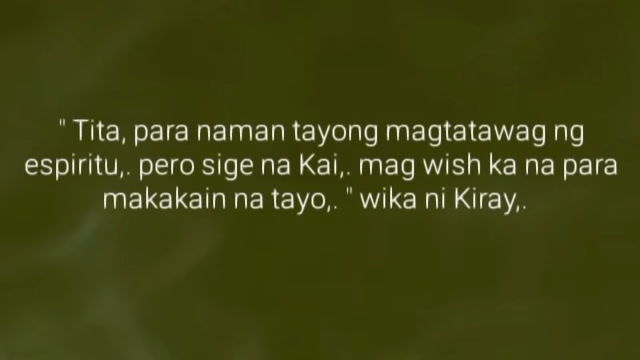 " Tita, para naman tayong magtatawag ng
espiritu,. pero sige na Kai,. mag wish ka na para
makakain na tayo,. " wika ni Kiray,.